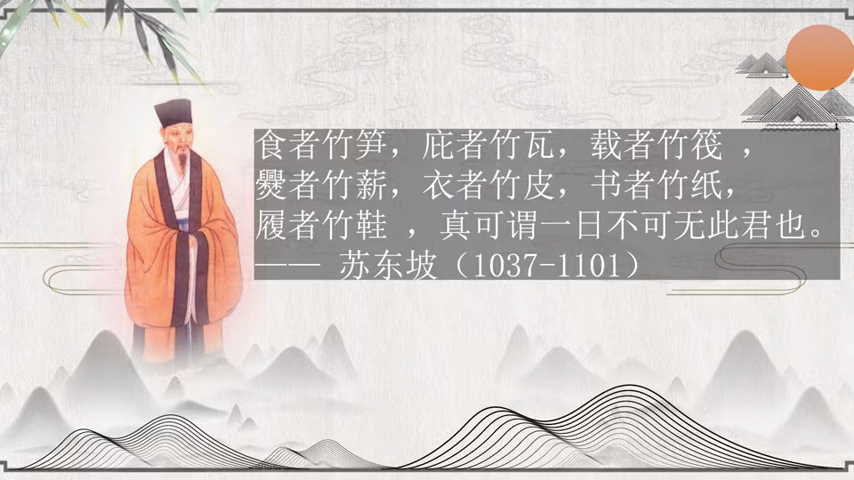 食者竹笋，庇者竹瓦，载者竹筏 ，
爨者竹薪，衣者竹皮，书者竹纸，
履者竹鞋 ，真可谓一日不可无此君也。
—— 苏东坡（1037-1101）